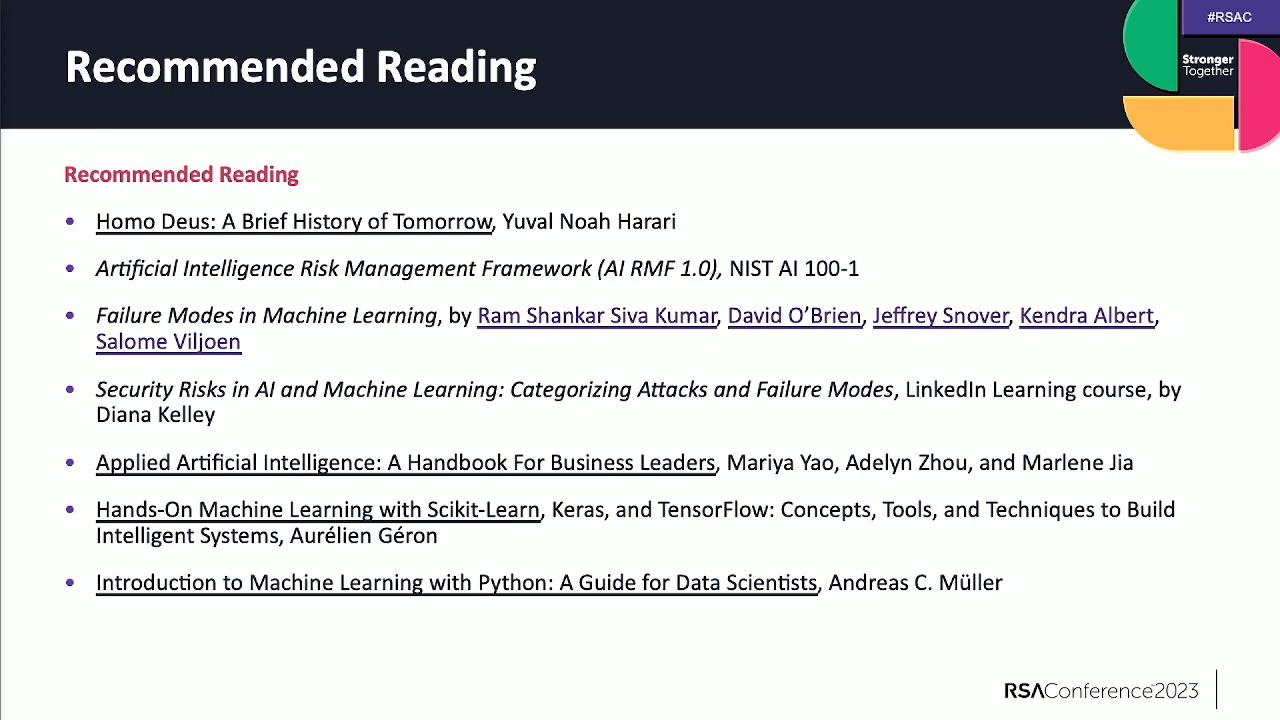 #RSAC
Recommended Reading
Stronger
Together
Recommended Reading
• Homo Deus: A Brief History of Tomorrow, Yuval Noah Harari
• Artificial Intelligence Risk Management Framework (AI RMF 1.0), NIST AI 100-1
• Failure Modes in Machine Learning, by Ram Shankar Siva Kumar, David O’Brien, Jeffrey Snover, Kendra Albert,
Salome Viljoen
• Security Risks in AI and Machine Learning: Categorizing Attacks and Failure Modes, LinkedIn Learning course, by
Diana Kelley
• Applied Artificial Intelligence: A Handbook For Business Leaders, Mariya Yao, Adelyn Zhou, and Marlene Jia
• Hands-On Machine Learning with Scikit-Learn, Keras, and TensorFlow: Concepts, Tools, and Techniques to Build
Intelligent Systems, Aurélien Géron
• Introduction to Machine Learning with Python: A Guide for Data Scientists, Andreas C. Müller
RSAConference™2023